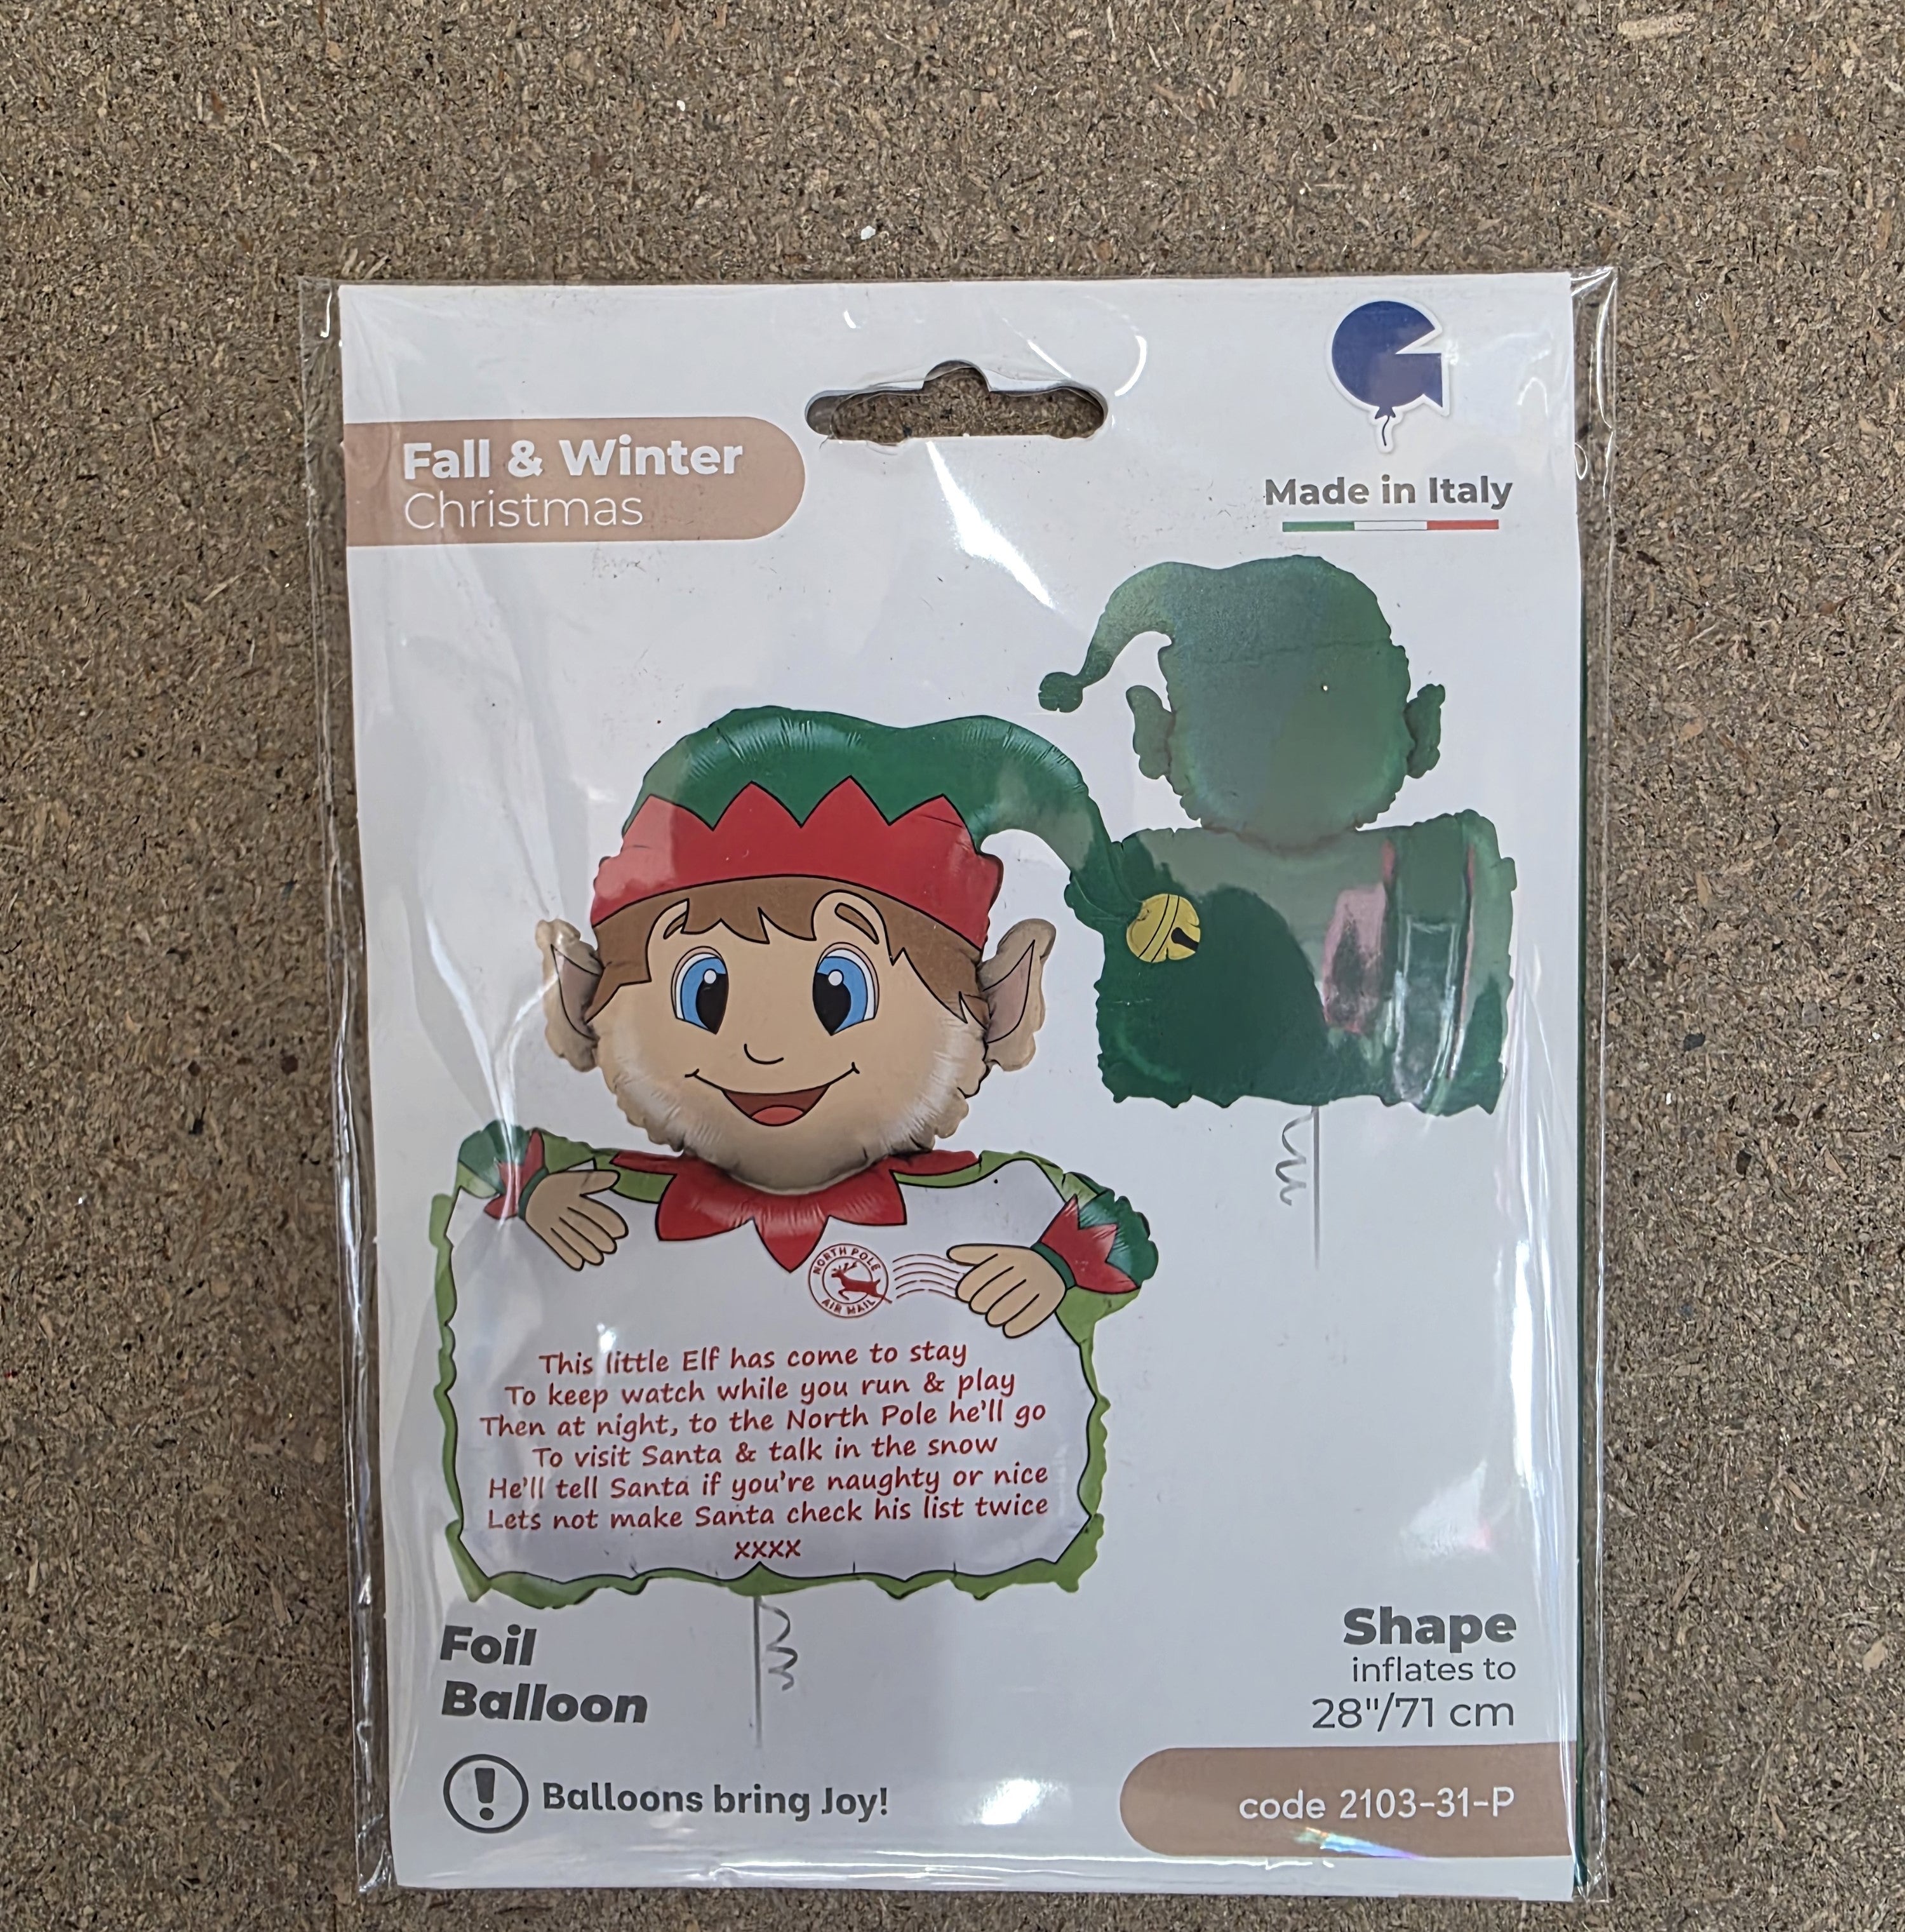 Fall & Winter
Christmas
Made in Italy
NORTH POLE
AIR MAIL
This little Elf has come to stay
To keep watch while you run & play
Then at night, to the North Pole he'll go
To visit Santa & talk in the snow
He'll tell Santa if you're naughty or nice
Lets not make Santa check his list twice
xxxx
Foil
Balloon
Shape
inflates to
28"/71 cm
Balloons bring Joy!
code 2103-31-P